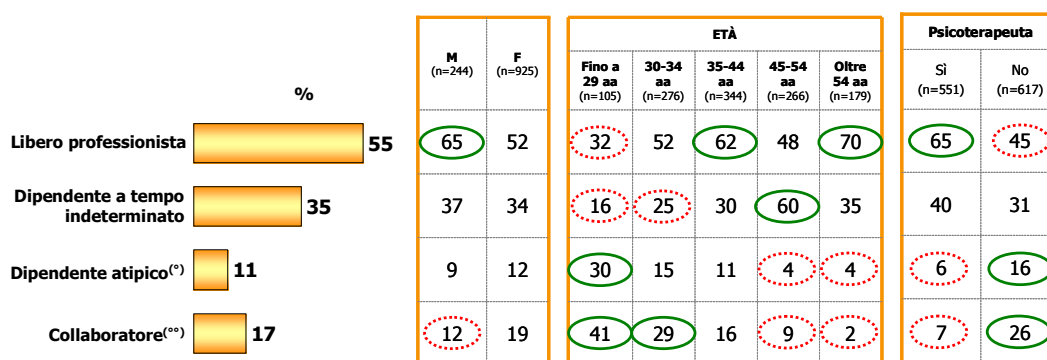 ETÀ
Psicoterapeuta
M
(n=244)
F
(n=925)
Fino a
29 aa
(n=105)
30-34
aa
(n=276)
35-44
aa
(n=344)
45-54
aa
(n=266)
Oltre
54 aa
(n=179)
Sì
(n=551)
No
(n=617)
%
Libero professionista 55 65 52 32 52 62 48 70 65 45
Dipendente a tempo
indeterminato 35 37 34 16 25 30 60 35 40 31
Dipendente atipico(°) 11 9 12 30 15 11 4 4 6 16
Collaboratore(°°) 17 12 19 41 29 16 9 2 7 26